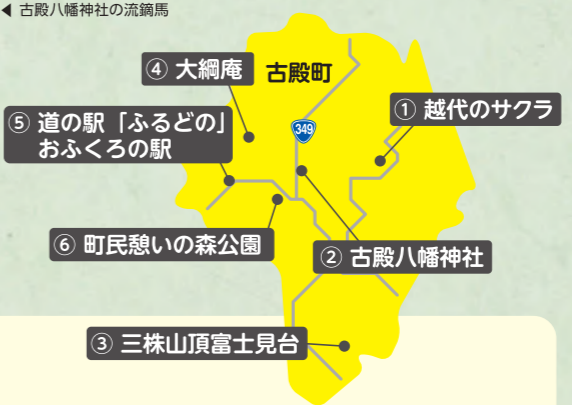 ◀ 古殿八幡神社の流鏑馬
④ 大綱庵
古殿町
① 越代のサクラ
⑤ 道の駅「ふるどの」
おふくろの駅
349
⑥ 町民憩いの森公園
② 古殿八幡神社
③ 三株山頂富士見台